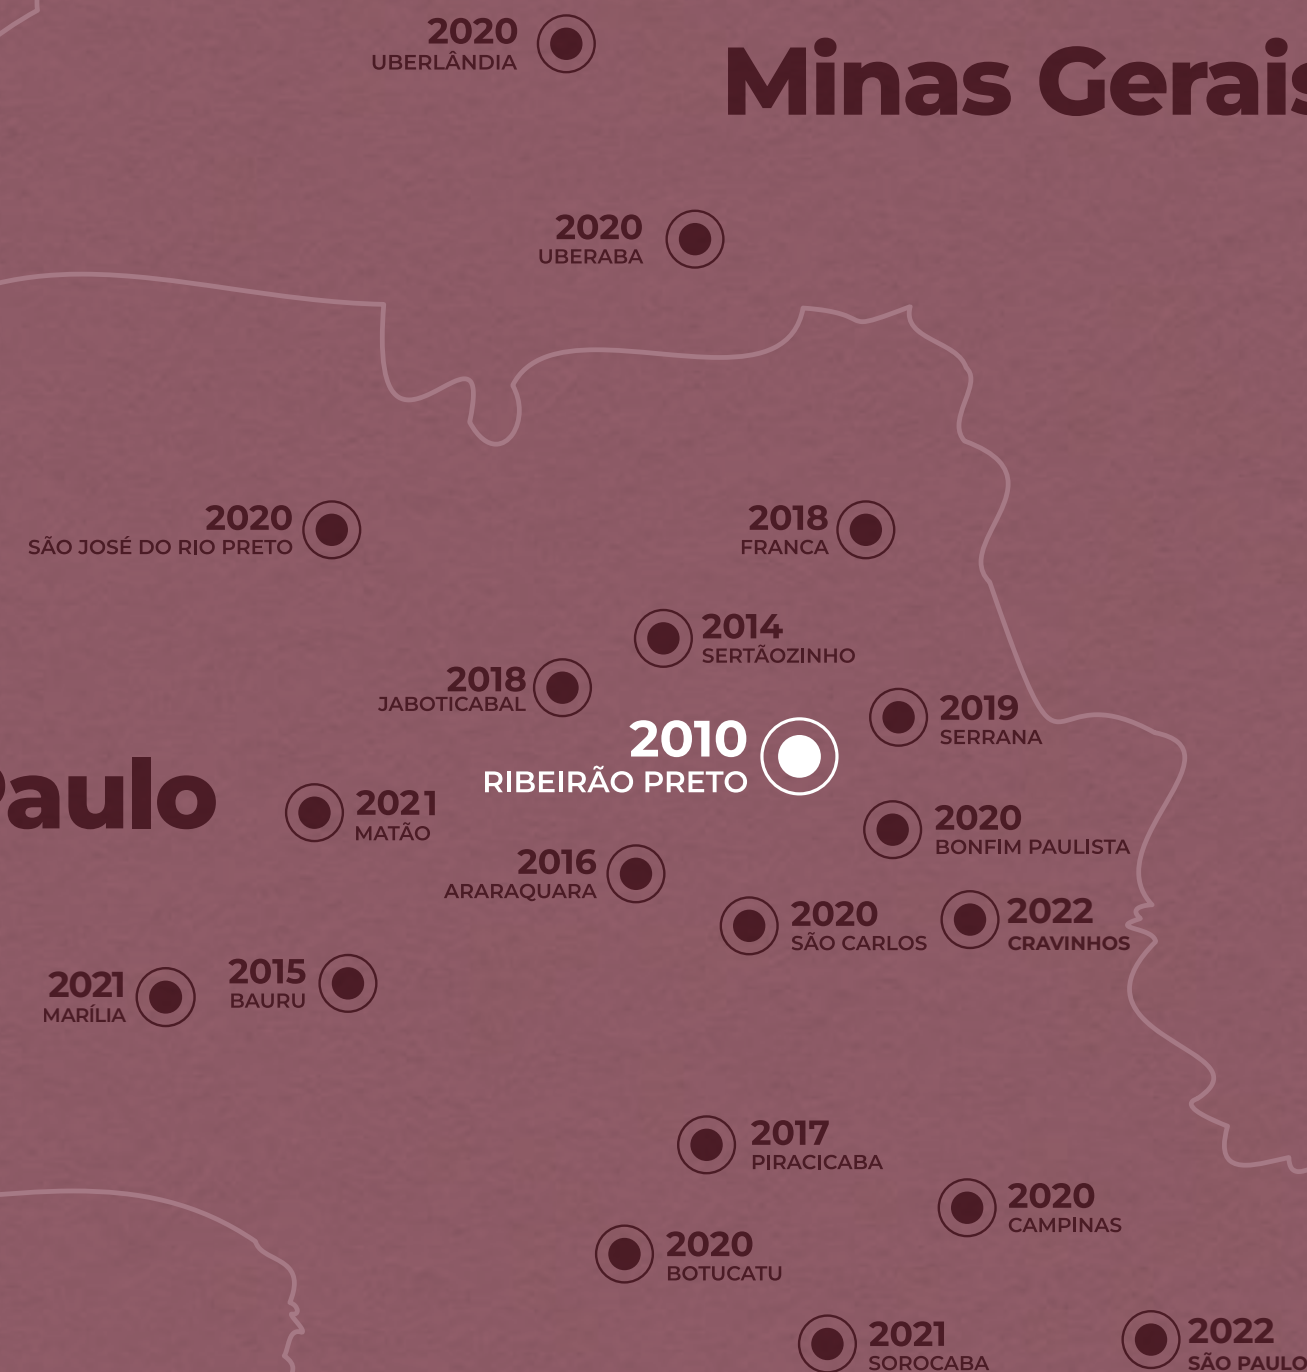 2020
UBERLÂNDIA
Minas Gerais
2020
UBERABA
2020
SÃO JOSÉ DO RIO PRETO
2018
FRANCA
2014
SERTÃOZINHO
2018
JABOTICABAL
2019
SERRANA
2010
RIBEIRÃO PRETO
Paulo
2021
MATÃO
2020
BONFIM PAULISTA
2016
ARARAQUARA
2020
SÃO CARLOS
2022
CRAVINHOS
2021
MARÍLIA
2015
BAURU
2017
PIRACICABA
2020
CAMPINAS
2020
BOTUCATU
2021
SOROCABA
2022
SÃO PAULO